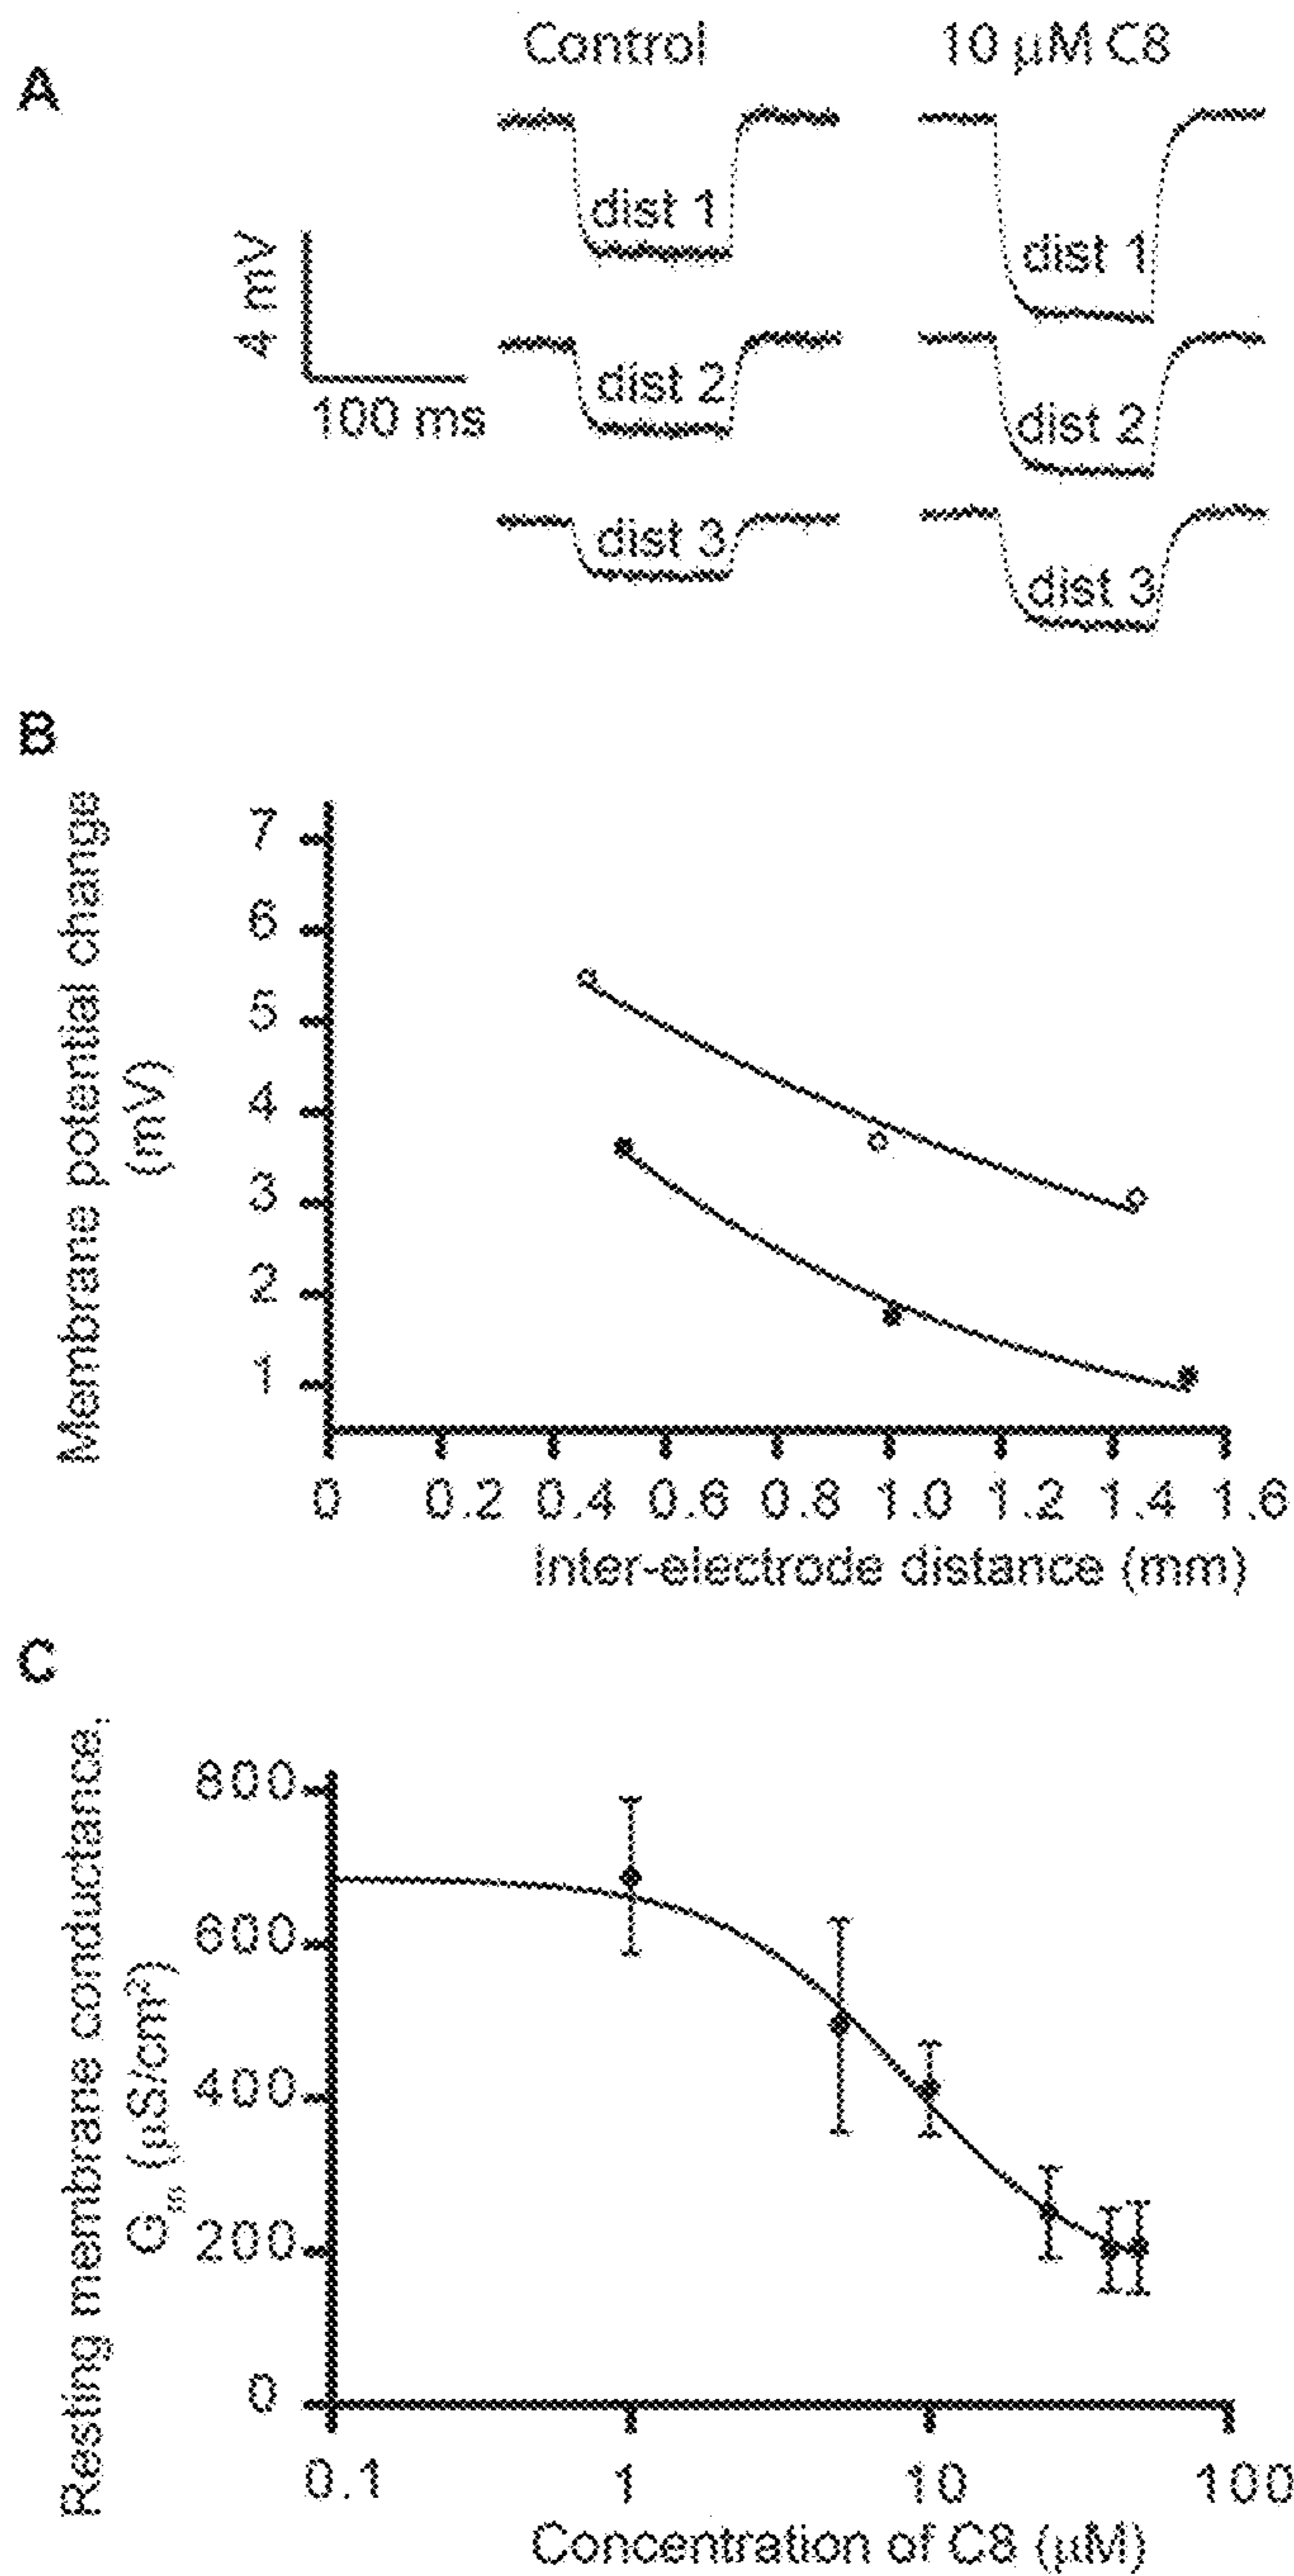 A
Control
10 µM C8
dist 1
dist 1
4 mV
100 ms
dist 2
dist 2
dist 3
dist 3
B
Membrane potential change
(mV)
7
6
5
4
3
2
1
0 0.2 0.4 0.6 0.8 1.0 1.2 1.4 1.6
Inter-electrode distance (mm)
C
Resting membrane conductance,
Gm (µS/cm²)
800
600
400
200
0
0.1 1 10 100
Concentration of C8 (µM)